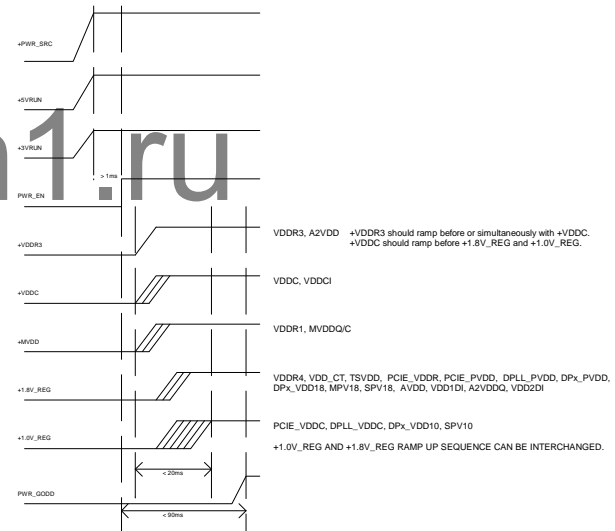 +PWR_SRC
+5VRUN
n1.ru
+3VRUN
> 1ms
PWR_EN
VDDR3, A2VDD +VDDR3 should ramp before or simultaneously with +VDDC.
+VDDC should ramp before +1.8V_REG and +1.0V_REG.
+VDDR3
VDDC, VDDCI
+VDDC
VDDR1, MVDDQ/C
+MVDD
VDDR4, VDD_CT, TSVDD, PCIE_VDDR, PCIE_PVDD, DPLL_PVDD, DPx_PVDD,
DPx_VDD18, MPV18, SPV18, AVDD, VDD1DI, A2VDDQ, VDD2DI
+1.8V_REG
PCIE_VDDC, DPLL_VDDC, DPx_VDD10, SPV10
+1.0V_REG
+1.0V_REG AND +1.8V_REG RAMP UP SEQUENCE CAN BE INTERCHANGED.
< 20ms
PWR_GODD
< 90ms